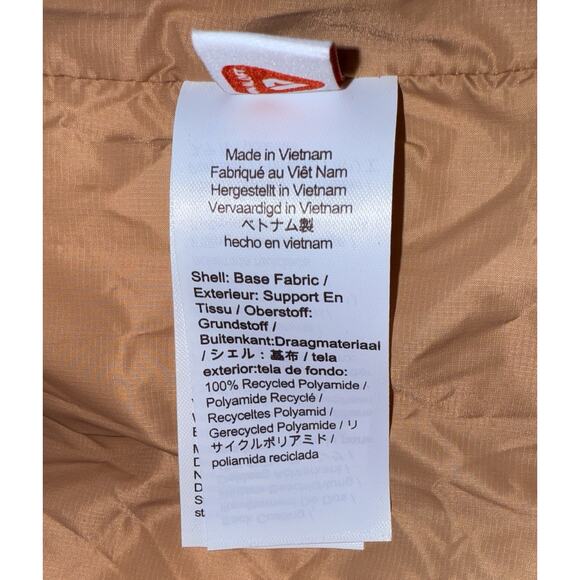 Made in Vietnam
Fabriqué au Viêt Nam
Hergestellt in Vietnam
Vervaardigd in Vietnam
ベトナム製
hecho en vietnam
Shell: Base Fabric /
Exterieur: Support En
Tissu / Oberstoff:
Grundstoff /
Buitenkant:Draagmateriaal
/ シェル：基布 / tela
exterior:tela de fondo:
100% Recycled Polyamide /
Polyamide Recyclé /
Recyceltes Polyamid /
Gerecycled Polyamide / リ
サイクルポリアミド /
poliamida reciclada